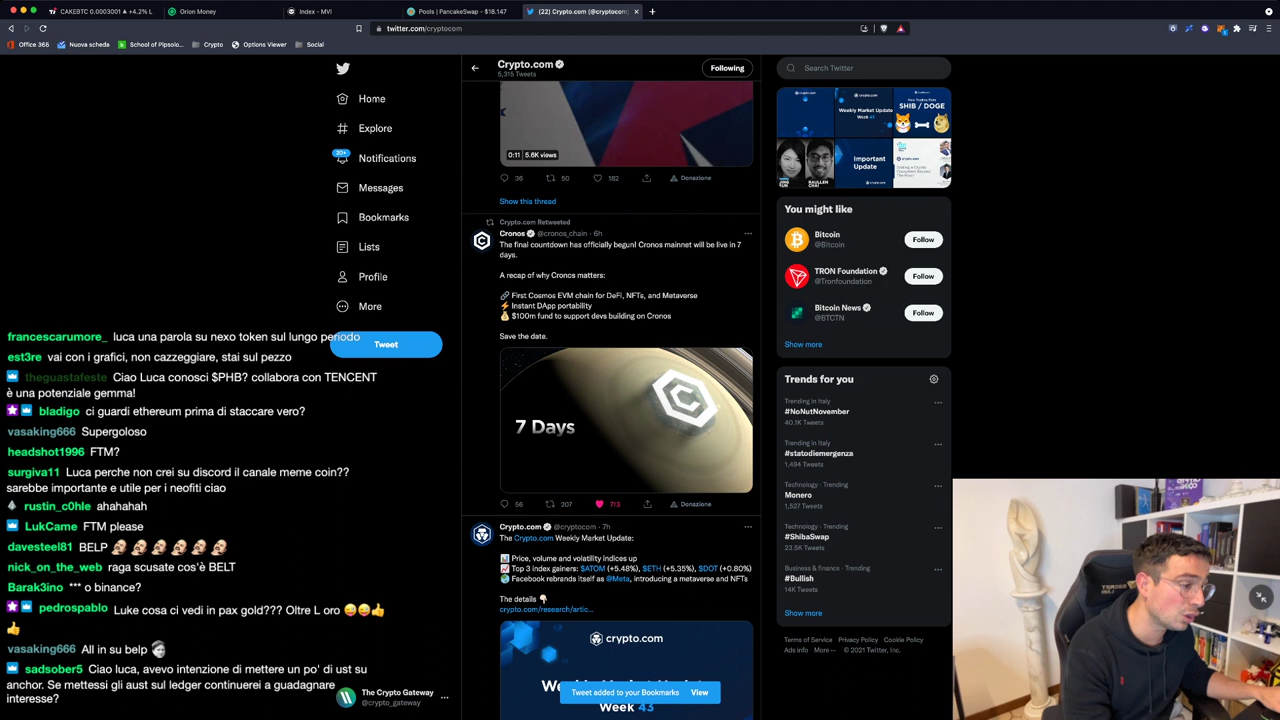 CAKEBTC 0.0003001 ▲ +4.2% L
Orion Money
Index - MVI
Pools | PancakeSwap - $18.147
(22) Crypto.com (@cryptocom)
twitter.com/cryptocom
Office 365
Nuova scheda
School of Pipsolo...
Crypto
Options Viewer
Social
Crypto.com
5,315 Tweets
Following
Search Twitter
Home
Explore
20+
Notifications
Messages
Bookmarks
Lists
Profile
More
Tweet
0:11 5.6K views
36
50
182
Donazione
Show this thread
Crypto.com Retweeted
Cronos @cronos_chain · 6h
The final countdown has officially begun! Cronos mainnet will be live in 7
days.
A recap of why Cronos matters:
🔗 First Cosmos EVM chain for DeFi, NFTs, and Metaverse
⚡ Instant DApp portability
💰 $100m fund to support devs building on Cronos
Save the date.
7 Days
56
207
713
Donazione
Crypto.com @cryptocom · 7h
The Crypto.com Weekly Market Update:
📊 Price, volume and volatility indices up
📈 Top 3 index gainers: $ATOM (+5.48%), $ETH (+5.35%), $DOT (+0.80%)
🌏 Facebook rebrands itself as @Meta, introducing a metaverse and NFTs
The details 👇🏻
crypto.com/research/artic...
crypto.com
Week 43
Tweet added to your Bookmarks View
Weekly Market Update
Week 43
SHIB / DOGE
Important
Update
You might like
Bitcoin
@Bitcoin
Follow
TRON Foundation
@Tronfoundation
Follow
Bitcoin News
@BTCTN
Follow
Show more
Trends for you
Trending in Italy
#NoNutNovember
40.1K Tweets
Trending in Italy
#statodiemergenza
1,494 Tweets
Technology · Trending
Monero
1,527 Tweets
Technology · Trending
#ShibaSwap
23.5K Tweets
Business & finance · Trending
#Bullish
14K Tweets
Show more
Terms of Service Privacy Policy Cookie Policy
Ads info More ··· © 2021 Twitter, Inc.
francescarumore_ luca una parola su nexo token sul lungo periodo
est3re vai con i grafici, non cazzeggiare, stai sul pezzo
theguastafeste Ciao Luca conosci $PHB? collabora con TENCENT
è una potenziale gemma!
bladigo ci guardi ethereum prima di staccare vero?
vasaking666 Supergoloso
headshot1996 FTM?
surgiva11 Luca perche non crei su discord il canale meme coin??
sarebbe importante e utile per i neofiti ciao
rustin_c0hle ahahahah
LukCame FTM please
davesteel81 BELP
nick_on_the_web raga scusate cos'è BELT
Barak3ino *** o binance?
pedrospablo Luke cosa ci vedi in pax gold??? Oltre L oro 😄😄👍
👍
vasaking666 All in su belp
sadsober5 Ciao luca, avevo intenzione di mettere un po' di ust su
anchor. Se mettessi gli aust sul ledger continuerei a guadagnare
interesse?
The Crypto Gateway
@crypto_gateway